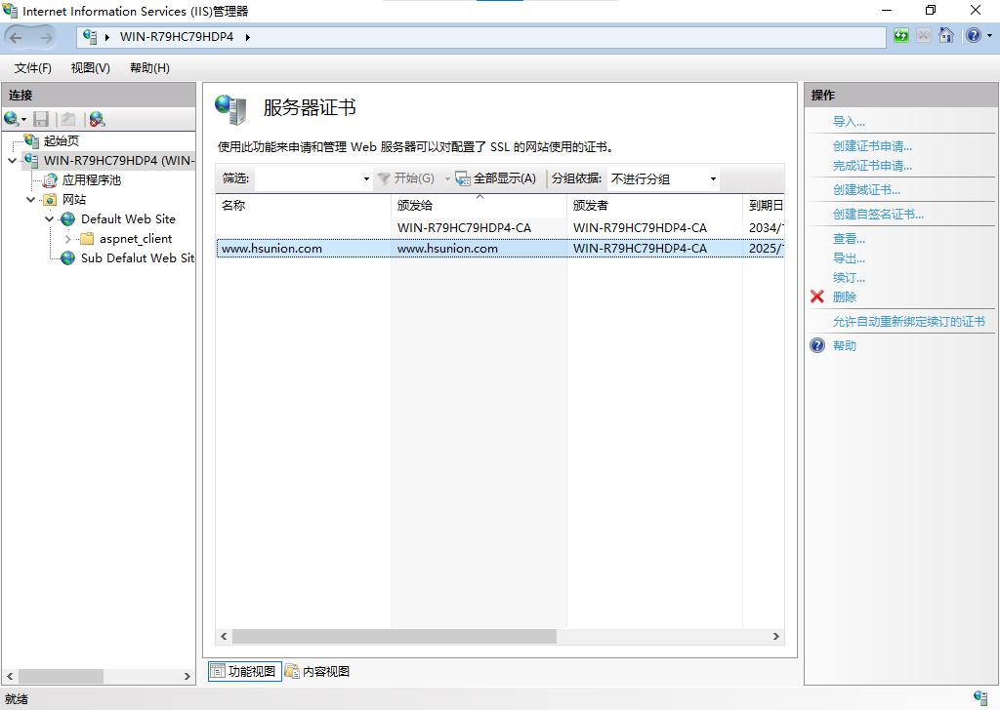 Internet Information Services (IIS)管理器
WIN-R79HC79HDP4
文件(F) 视图(V) 帮助(H)
连接
起始页
WIN-R79HC79HDP4 (WIN-
应用程序池
网站
Default Web Site
aspnet_client
Sub Defalut Web Sit
服务器证书
使用此功能来申请和管理 Web 服务器可以对配置了 SSL 的网站使用的证书。
筛选: 开始(G) 全部显示(A) 分组依据: 不进行分组
名称 颁发给 颁发者 到期日
WIN-R79HC79HDP4-CA WIN-R79HC79HDP4-CA 2034/
www.hsunion.com www.hsunion.com WIN-R79HC79HDP4-CA 2025/
功能视图 内容视图
操作
导入...
创建证书申请...
完成证书申请...
创建域证书...
创建自签名证书...
查看...
导出...
续订...
删除
允许自动重新绑定续订的证书
帮助
就绪